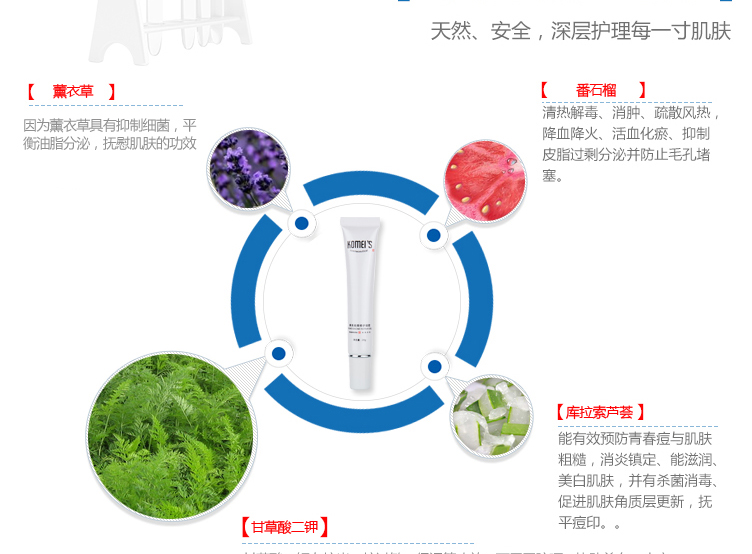 天然、安全，深层护理每一寸肌肤
【 薰衣草 】
因为薰衣草具有抑制细菌，平
衡油脂分泌，抚慰肌肤的功效
【 番石榴 】
清热解毒、消肿、疏散风热，
降血降火、活血化瘀、抑制
皮脂过剩分泌并防止毛孔堵
塞。
KOMEI'S
【库拉索芦荟】
能有效预防青春痘与肌肤
粗糙，消炎镇定、能滋润、
美白肌肤，并有杀菌消毒、
促进肌肤角质层更新，抚
平痘印。。
【甘草酸二钾】